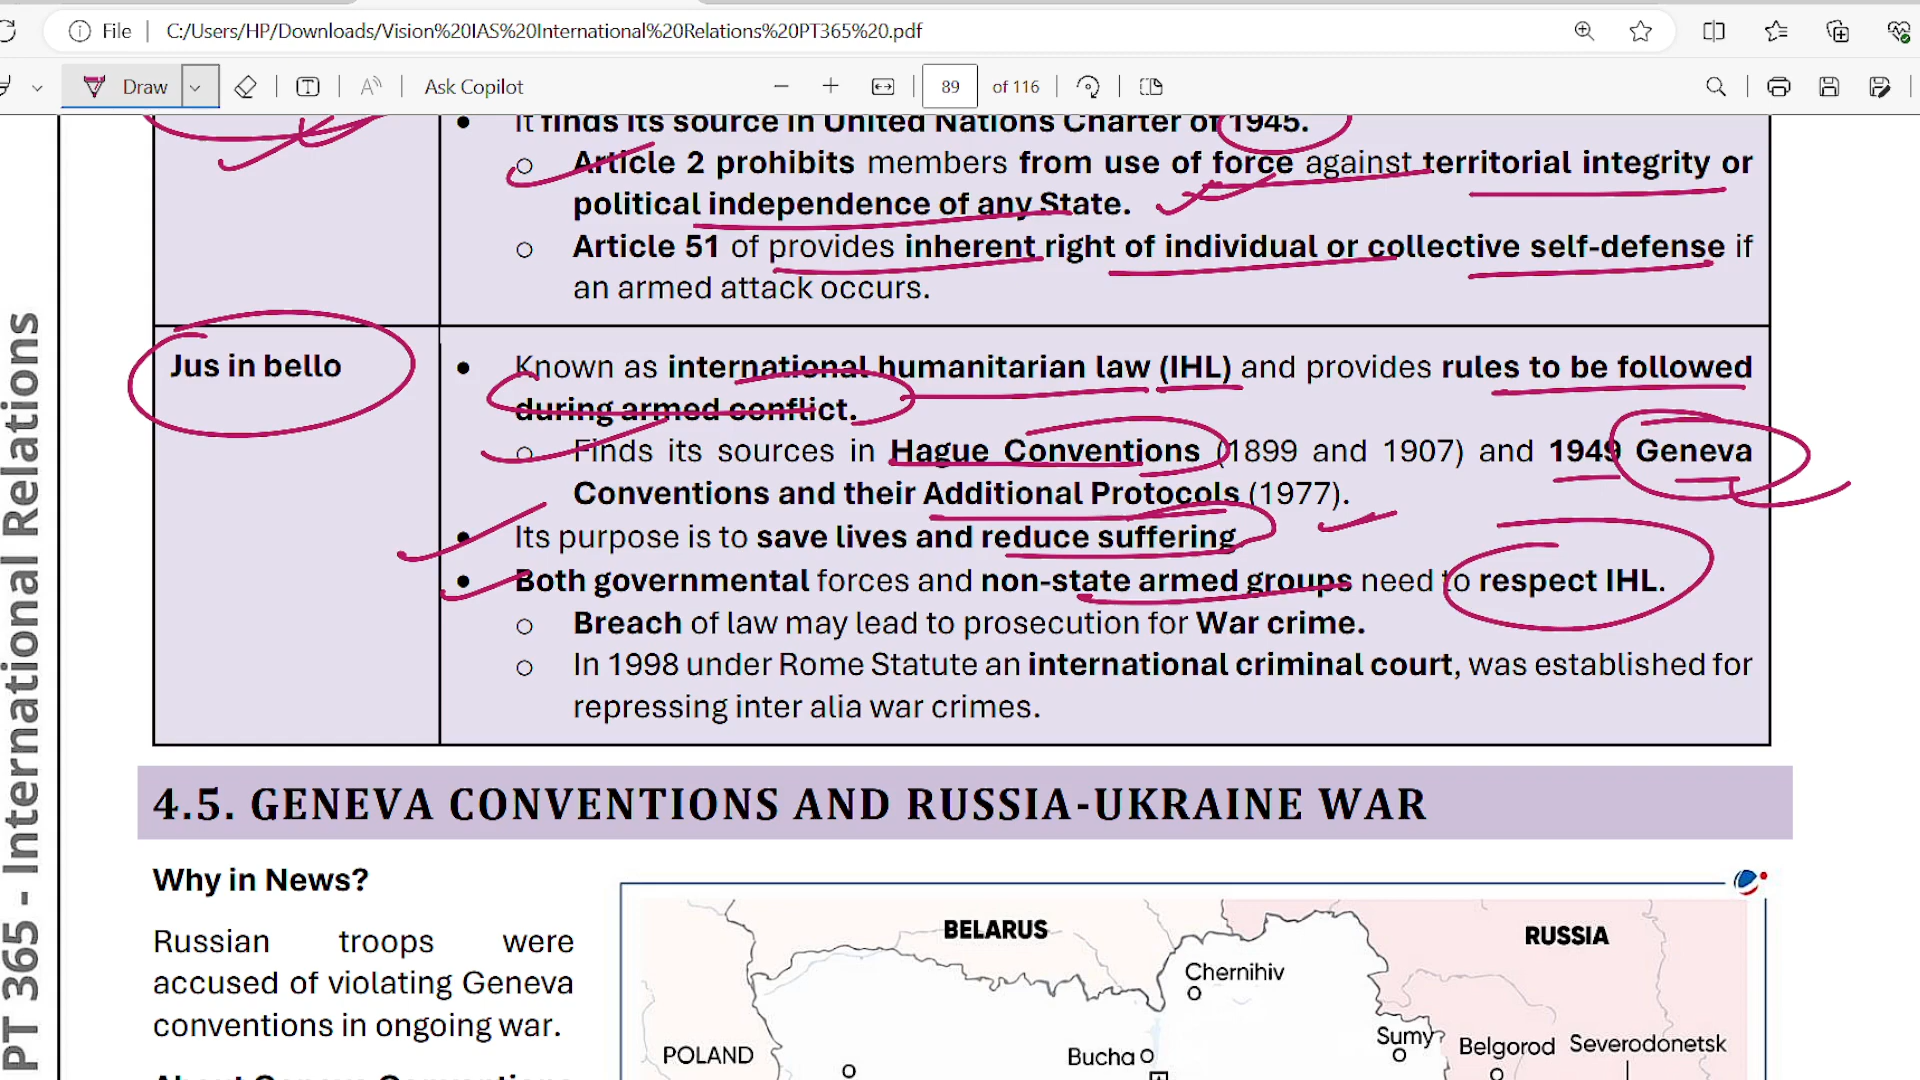 File
C:/Users/HP/Downloads/Vision%20IAS%20International%20Relations%20PT365%20.pdf
Draw
Ask Copilot
89 of 116
It finds its source in United Nations Charter of 1945.
Article 2 prohibits members from use of force against territorial integrity or
political independence of any State.
Article 51 of provides inherent right of individual or collective self-defense if
an armed attack occurs.
Jus in bello
Known as international humanitarian law (IHL) and provides rules to be followed
during armed conflict.
Finds its sources in Hague Conventions (1899 and 1907) and 1949 Geneva
Conventions and their Additional Protocols (1977).
Its purpose is to save lives and reduce suffering
Both governmental forces and non-state armed groups need to respect IHL.
Breach of law may lead to prosecution for War crime.
In 1998 under Rome Statute an international criminal court, was established for
repressing inter alia war crimes.
4.5. GENEVA CONVENTIONS AND RUSSIA-UKRAINE WAR
Why in News?
Russian troops were
accused of violating Geneva
conventions in ongoing war.
About Geneva Conventions
BELARUS
RUSSIA
Chernihiv
Sumy
Belgorod
Severodonetsk
POLAND
Bucha
PT 365 - International Relations